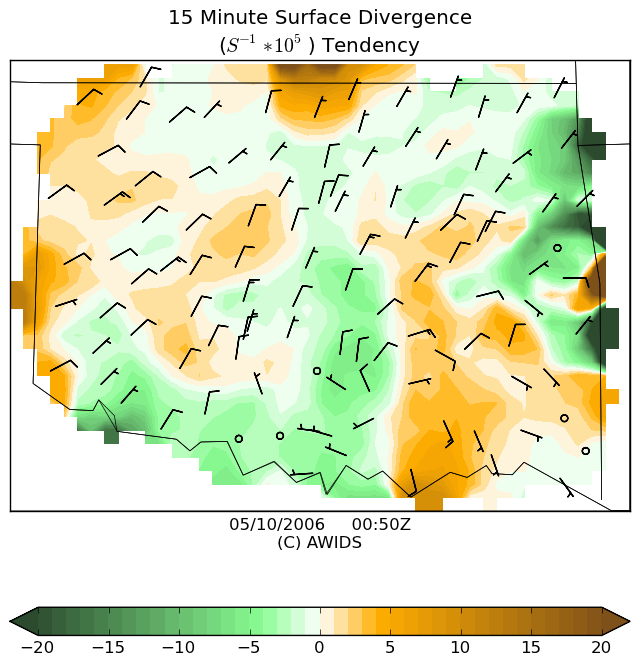 15 Minute Surface Divergence
(S⁻¹ *10⁵ ) Tendency
05/10/2006 00:50Z
(C) AWIDS
−20 −15 −10 −5 0 5 10 15 20